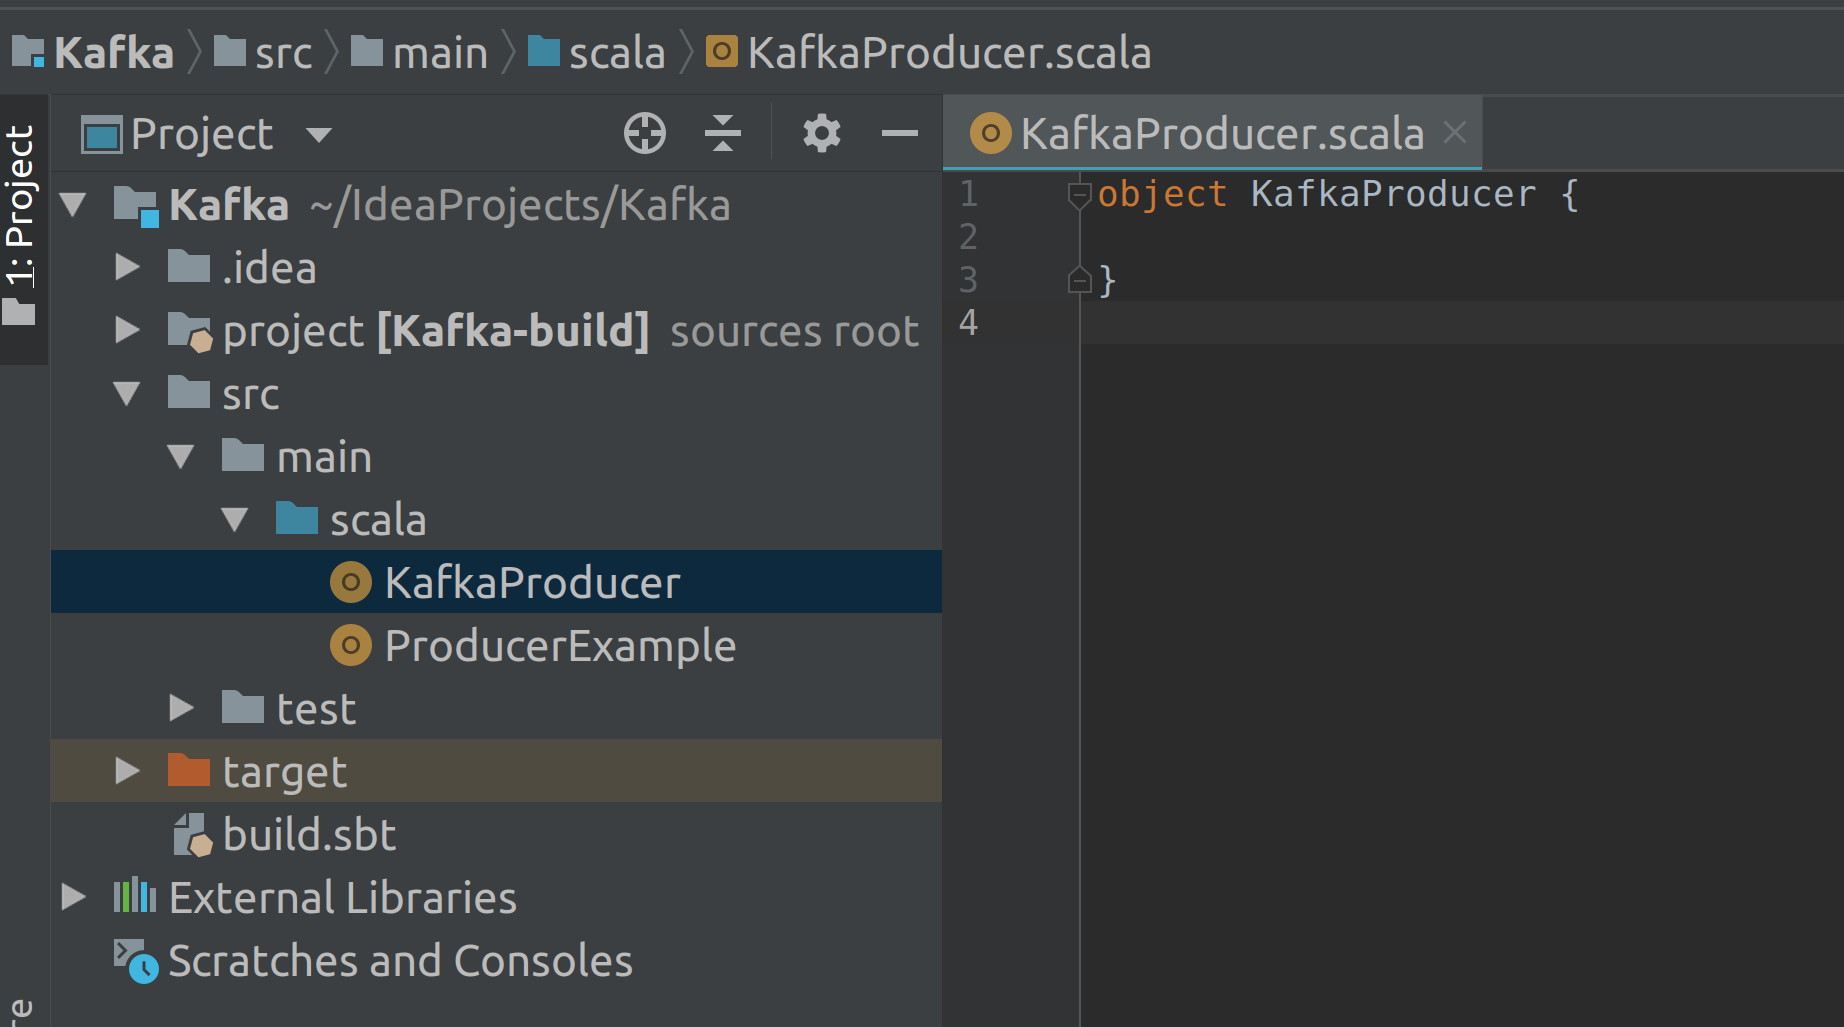 Kafka src main scala KafkaProducer.scala
1: Project
Project
Kafka ~/IdeaProjects/Kafka
.idea
project [Kafka-build] sources root
src
main
scala
KafkaProducer
ProducerExample
test
target
build.sbt
External Libraries
Scratches and Consoles
KafkaProducer.scala
1 object KafkaProducer {
2
3 }
4